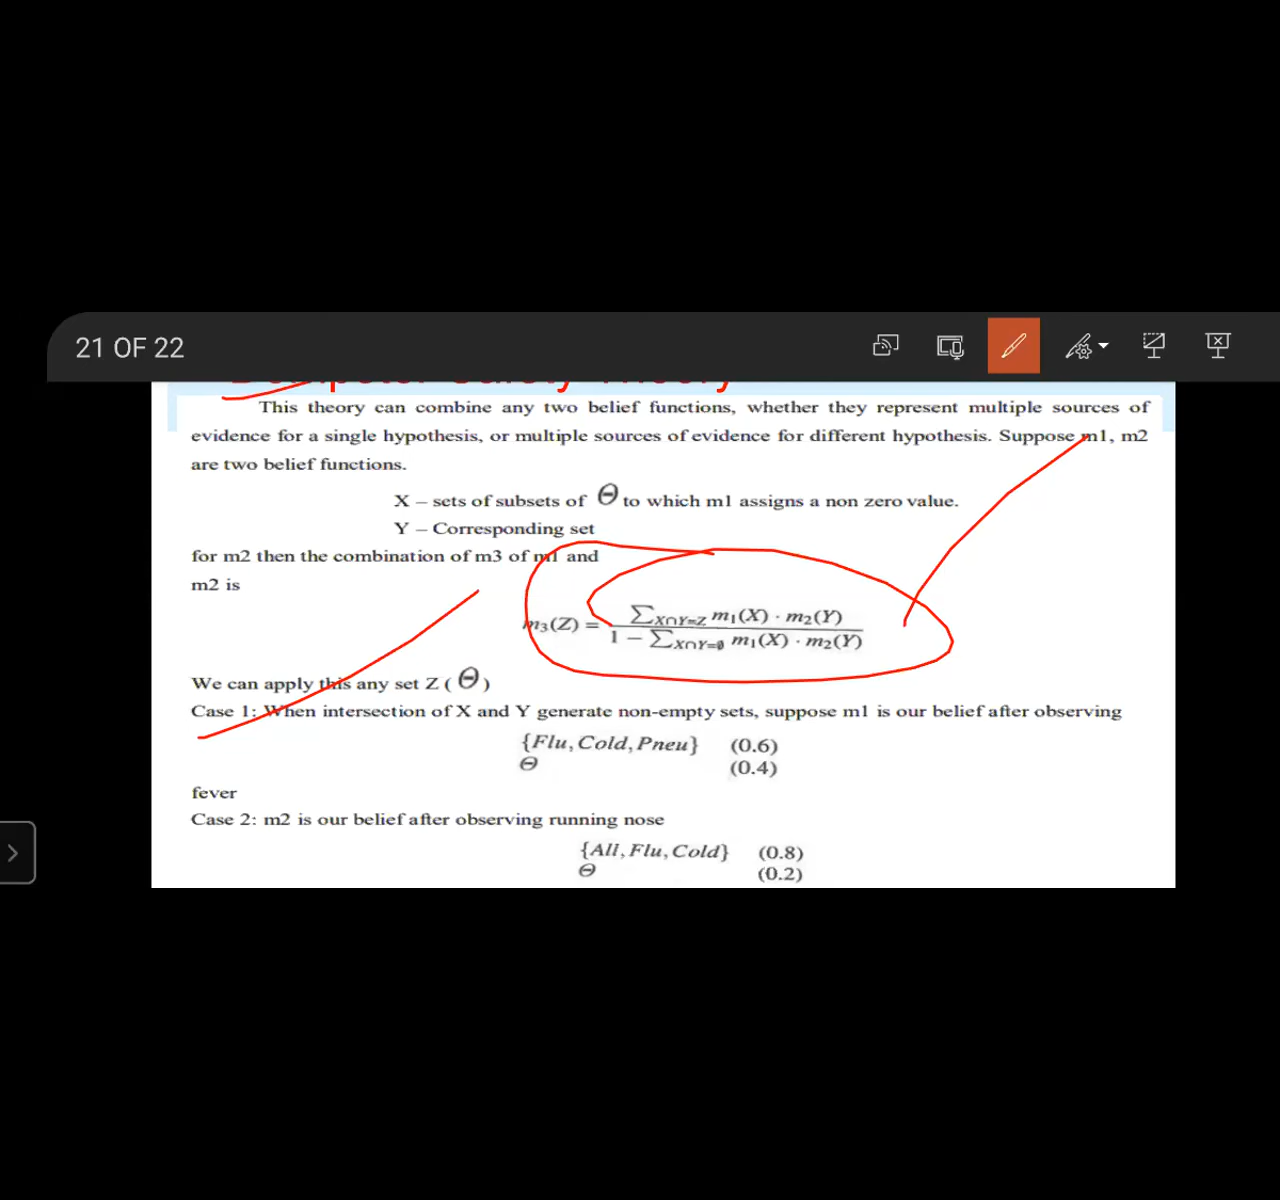 21 OF 22
This theory can combine any two belief functions, whether they represent multiple sources of
evidence for a single hypothesis, or multiple sources of evidence for different hypothesis. Suppose m1, m2
are two belief functions.
X – sets of subsets of Θ to which m1 assigns a non zero value.
Y – Corresponding set
for m2 then the combination of m3 of m1 and
m2 is
m₃(Z) = ∑X∩Y=Z m₁(X) · m₂(Y) / 1 − ∑X∩Y=∅ m₁(X) · m₂(Y)
We can apply this any set Z ( Θ )
Case 1: When intersection of X and Y generate non-empty sets, suppose m1 is our belief after observing
{Flu, Cold, Pneu} (0.6)
Θ (0.4)
fever
Case 2: m2 is our belief after observing running nose
{All, Flu, Cold} (0.8)
Θ (0.2)